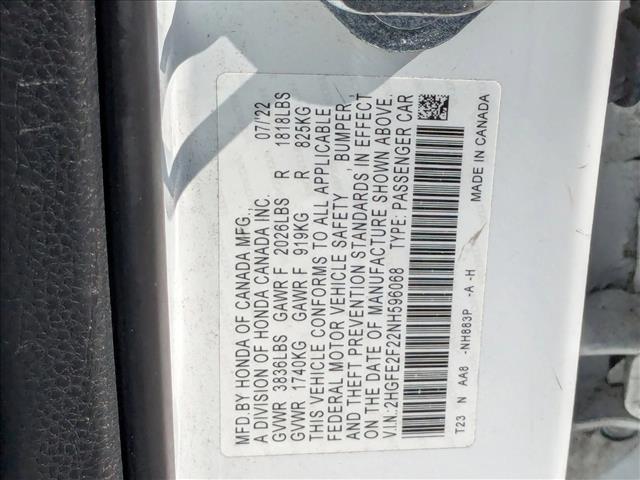 MFD.BY HONDA OF CANADA MFG.,
A DIVISION OF HONDA CANADA INC. 07/'22
GVWR 3836LBS GAWR F 2026LBS R 1818LBS
GVWR 1740KG GAWR F 919KG R 825KG
THIS VEHICLE CONFORMS TO ALL APPLICABLE
FEDERAL MOTOR VEHICLE SAFETY BUMPER,
AND THEFT PREVENTION STANDARDS IN EFFECT
ON THE DATE OF MANUFACTURE SHOWN ABOVE.
V.I.N.:2HGFE2F22NH596068 TYPE: PASSENGER CAR
T23 N AA8 -NH883P -A -H MADE IN CANADA